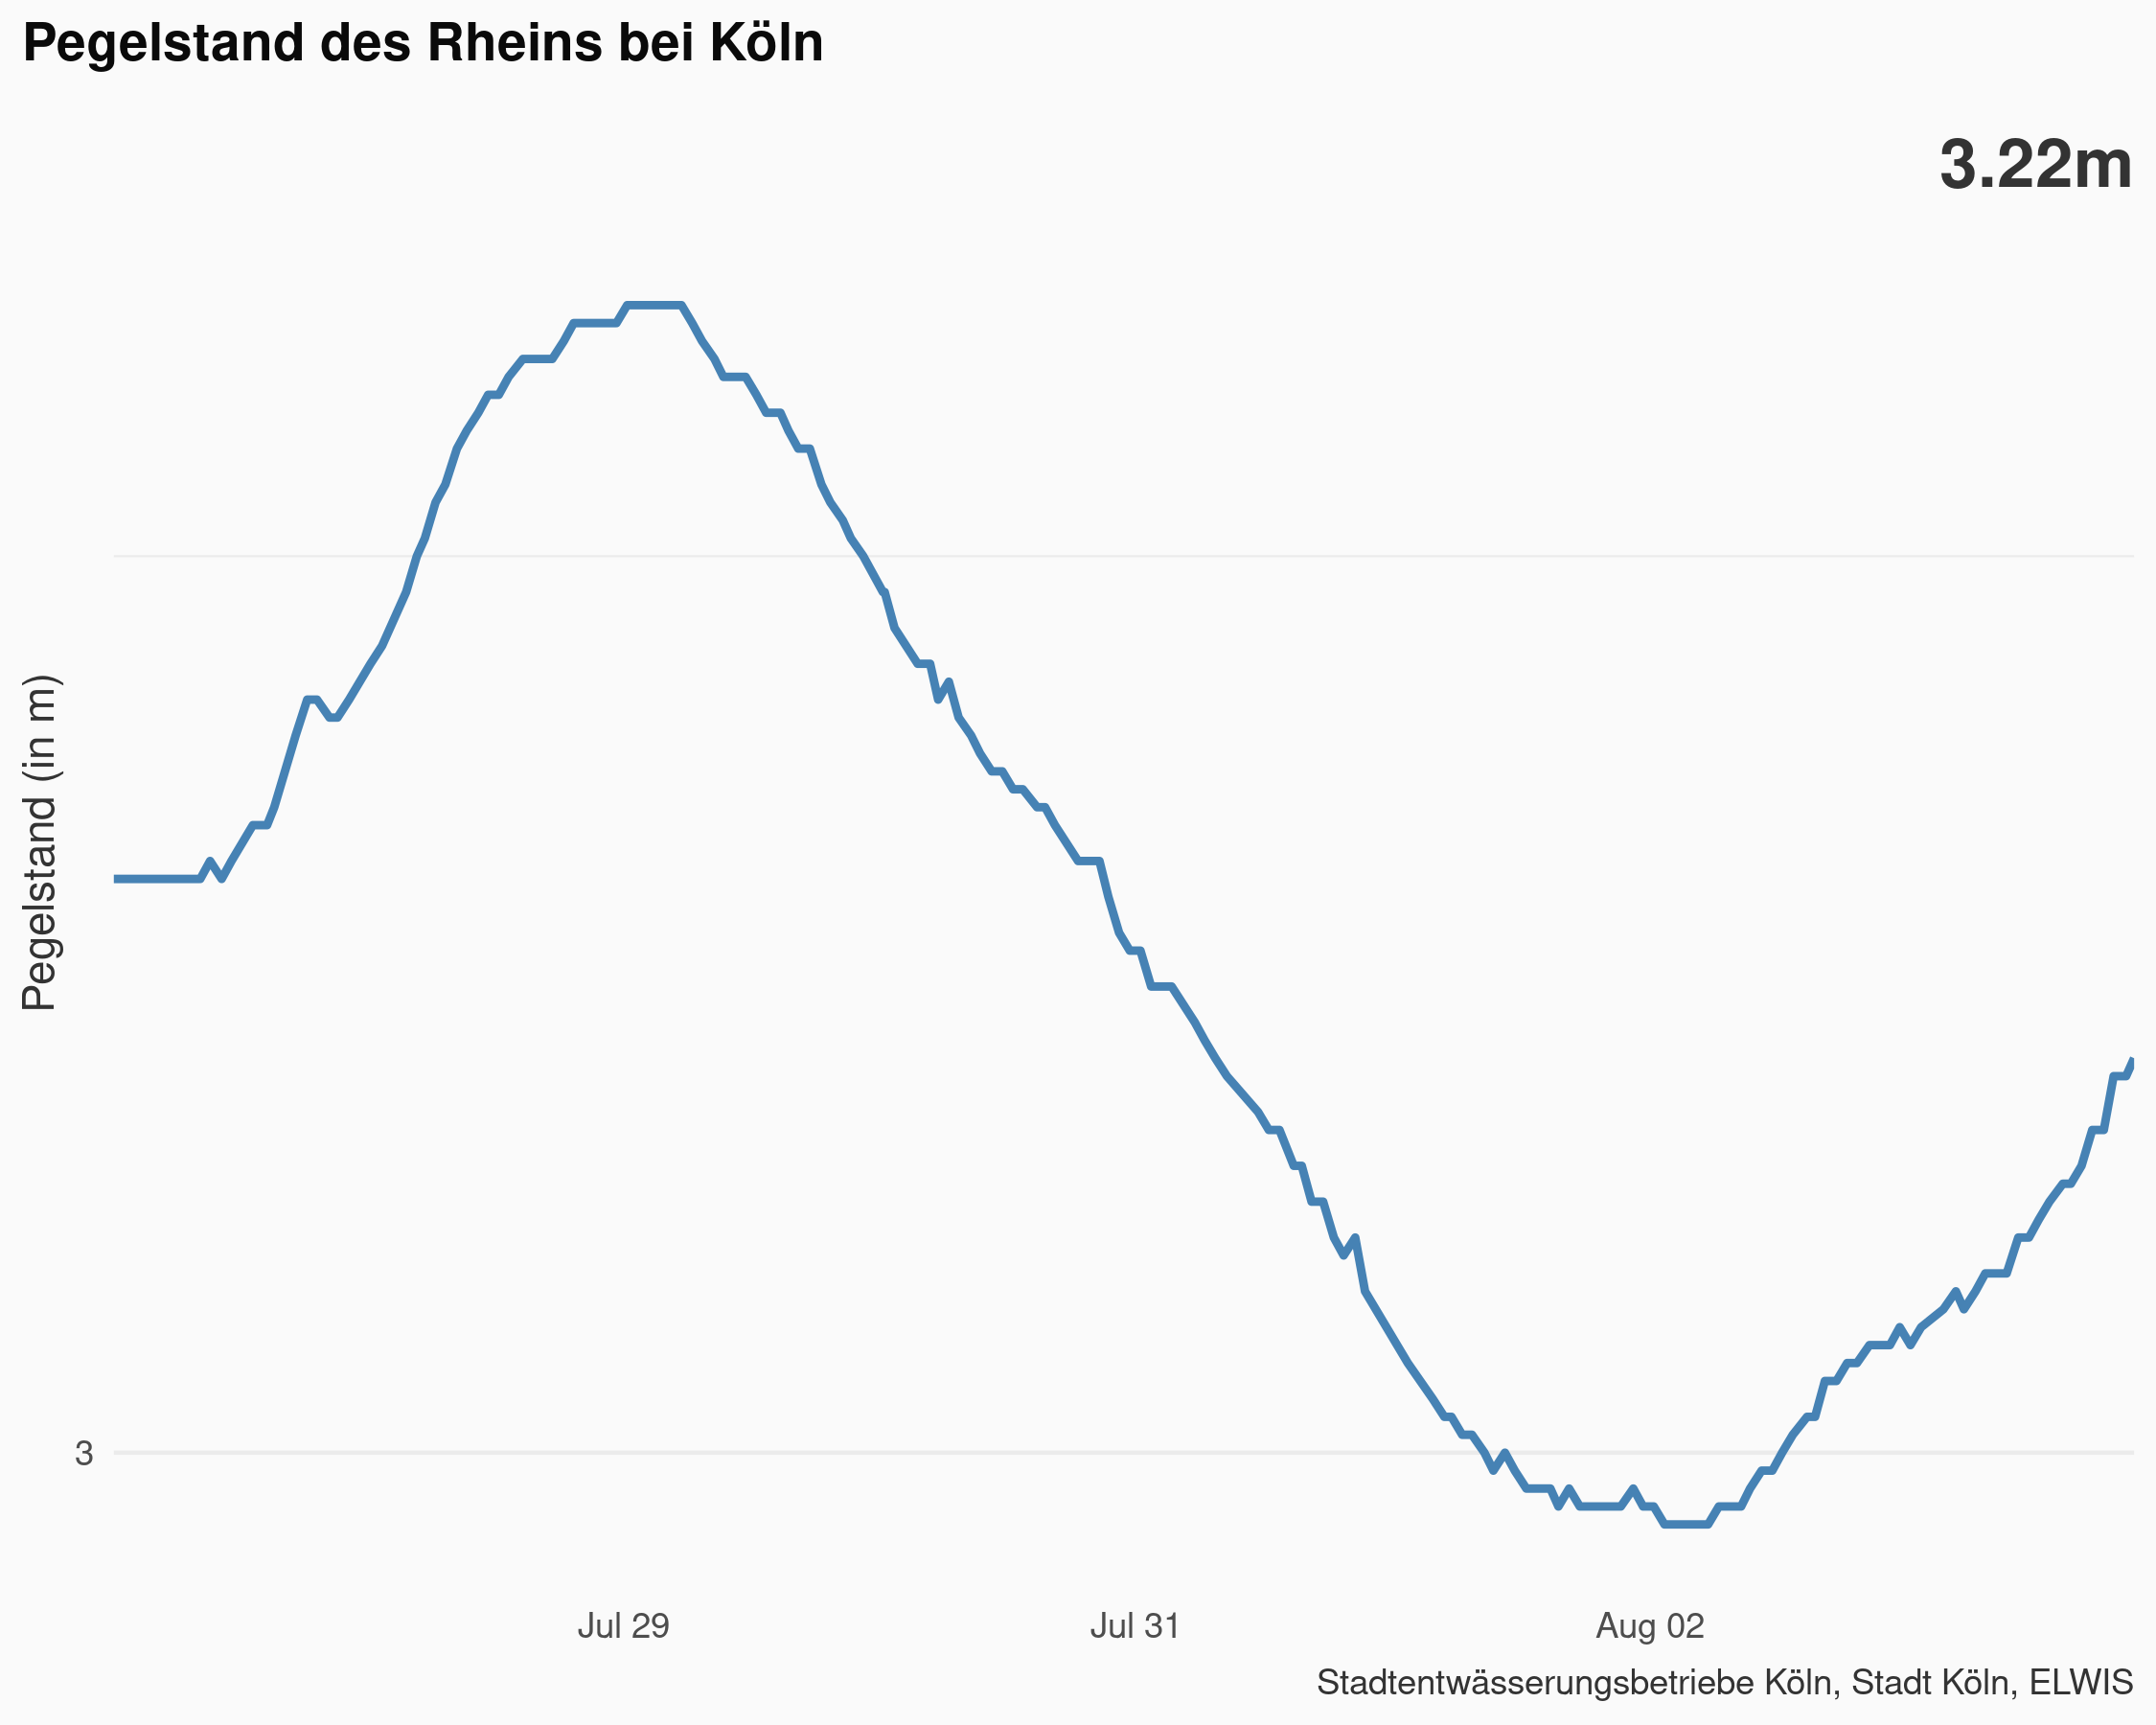 Pegelstand des Rheins bei Köln
3.22m
Pegelstand (in m)
3
Jul 29
Jul 31
Aug 02
Stadtentwässerungsbetriebe Köln, Stadt Köln, ELWIS